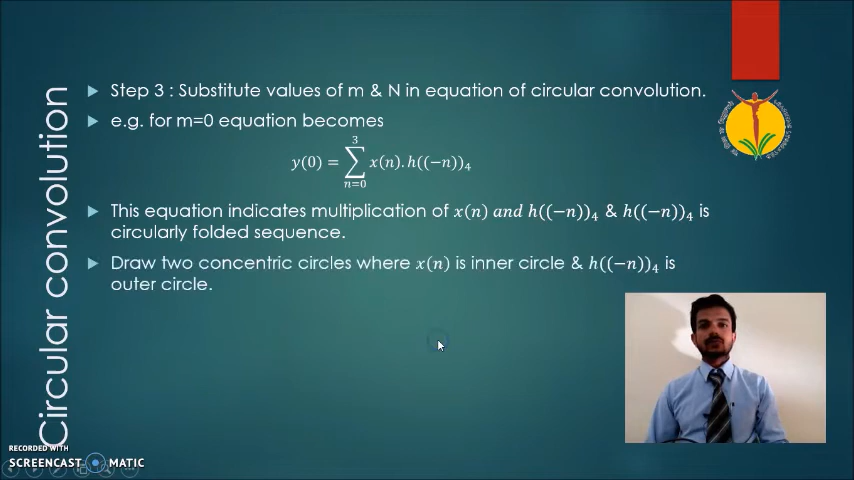 Circular convolution
Step 3 : Substitute values of m & N in equation of circular convolution.
e.g. for m=0 equation becomes
y(0) = ∑_{n=0}^{3} x(n). h((−n))₄
This equation indicates multiplication of x(n) and h((−n))₄ & h((−n))₄ is
circularly folded sequence.
Draw two concentric circles where x(n) is inner circle & h((−n))₄ is
outer circle.
RECORDED WITH
SCREENCAST MATIC